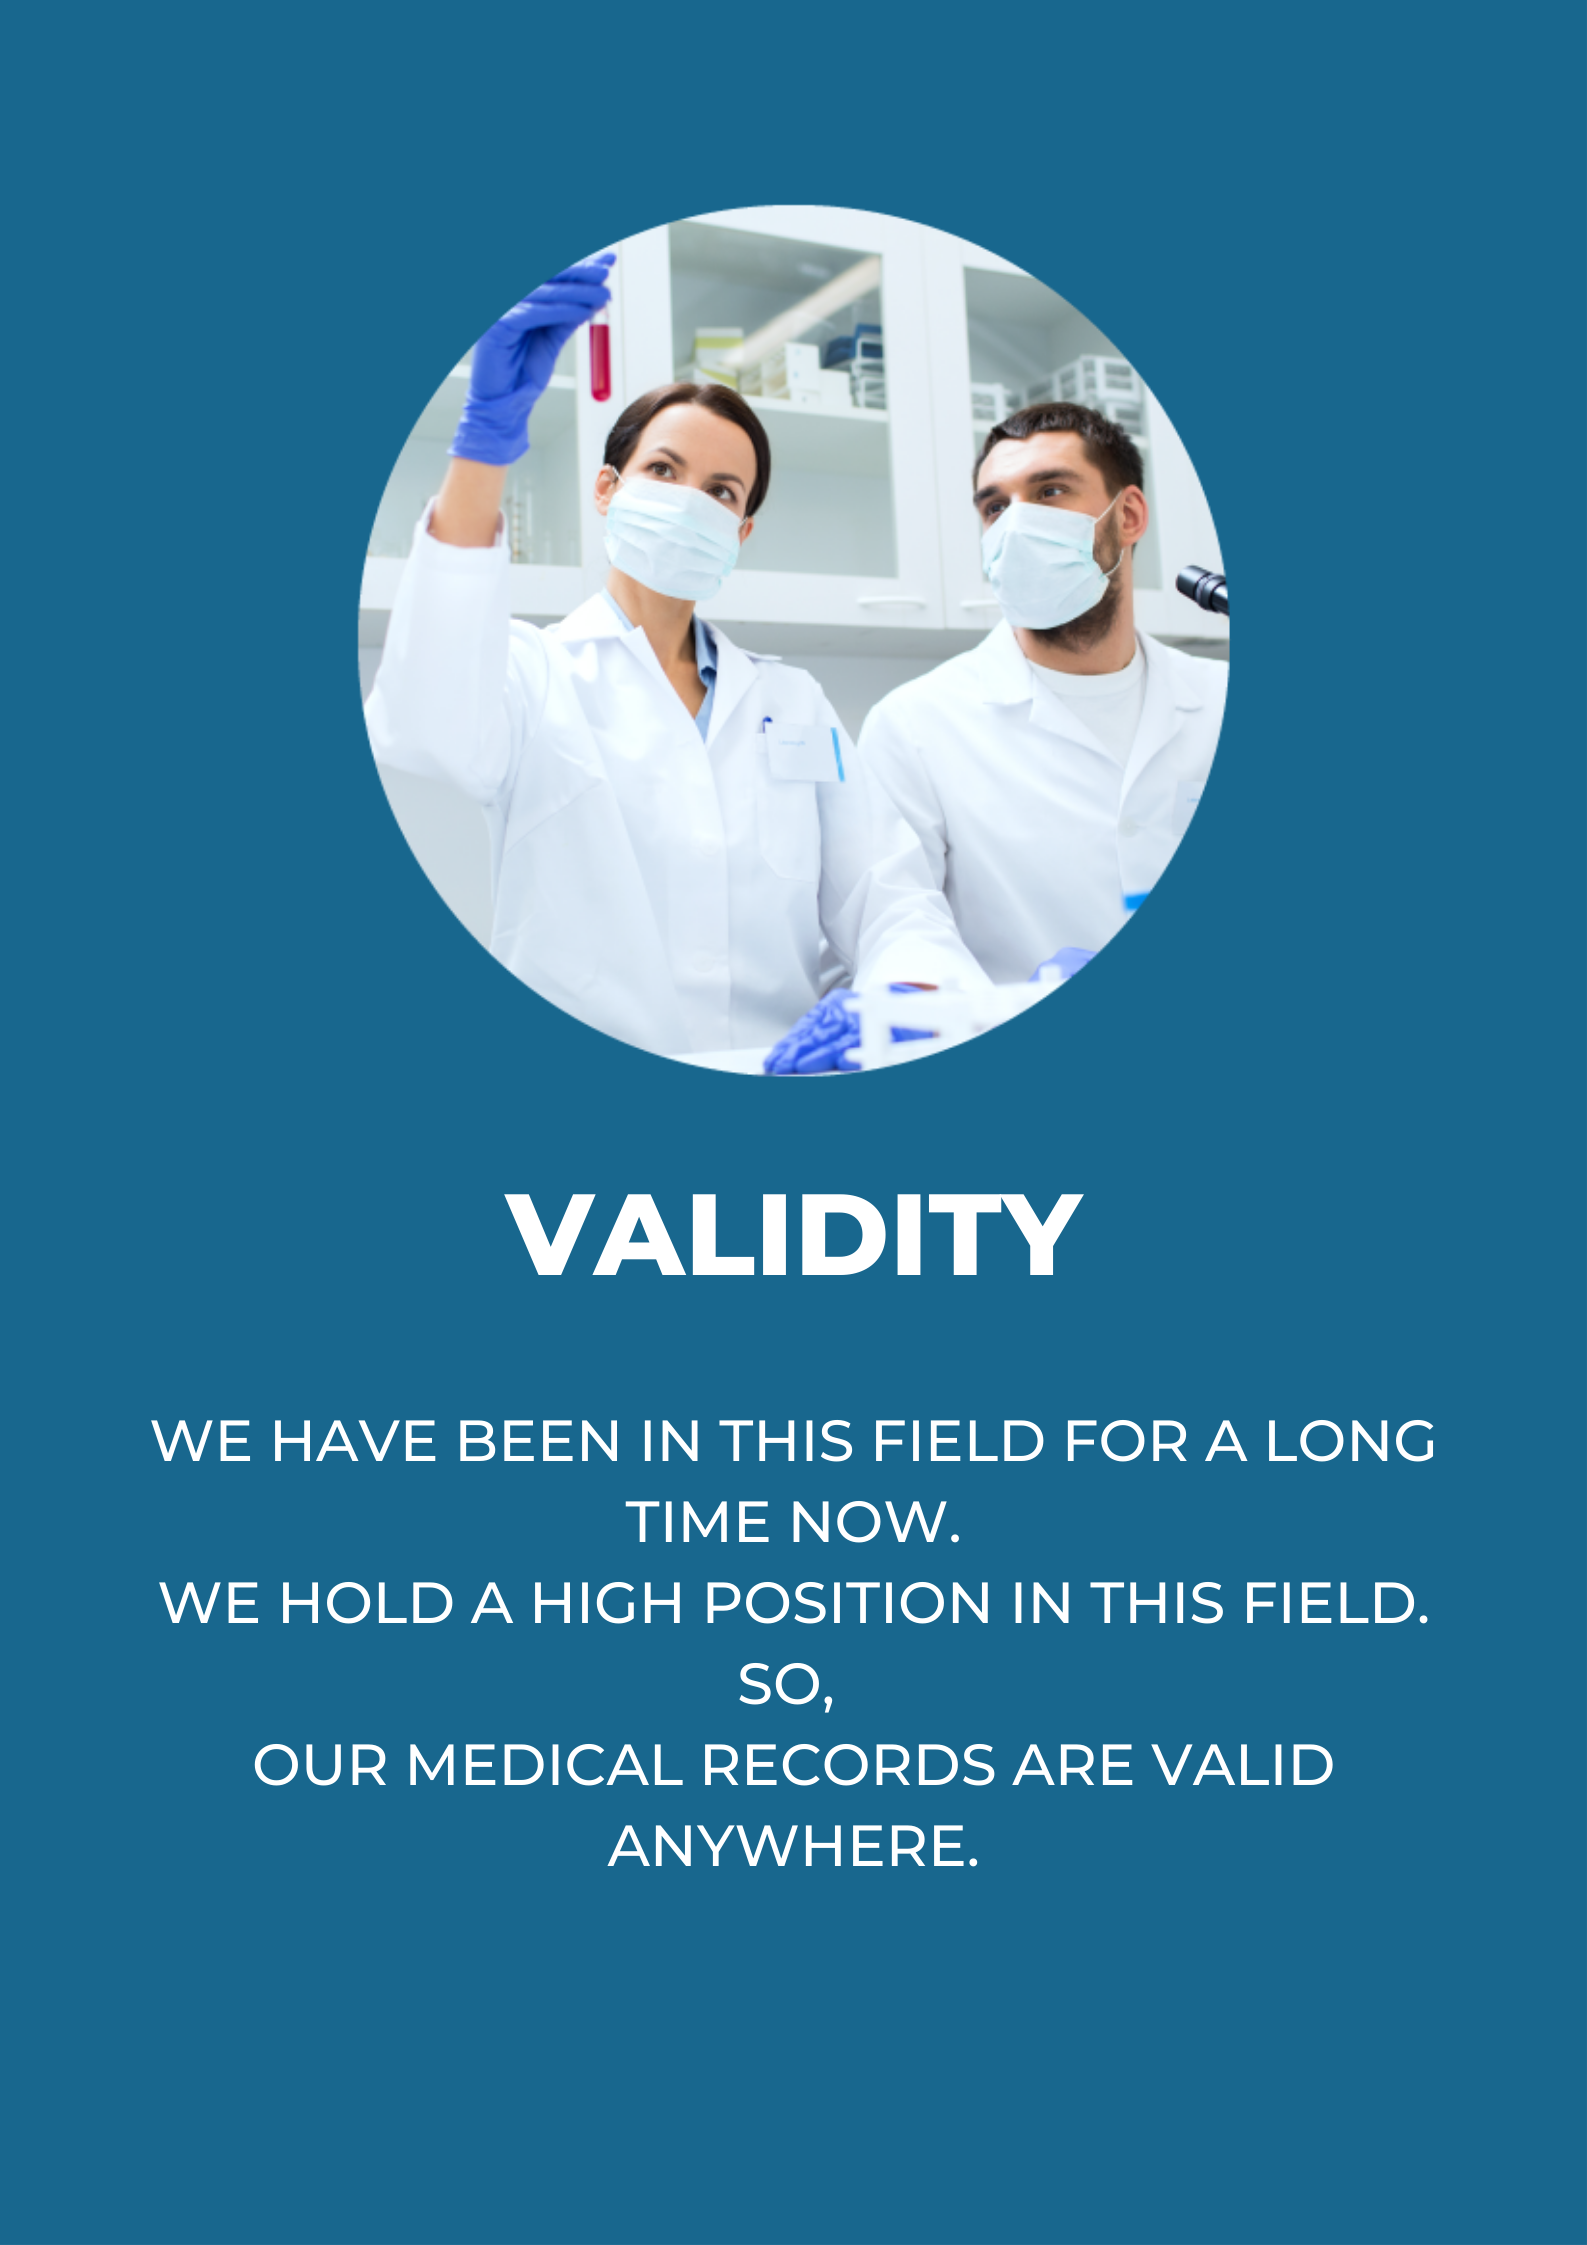 VALIDITY
WE HAVE BEEN IN THIS FIELD FOR A LONG
TIME NOW.
WE HOLD A HIGH POSITION IN THIS FIELD.
SO,
OUR MEDICAL RECORDS ARE VALID
ANYWHERE.